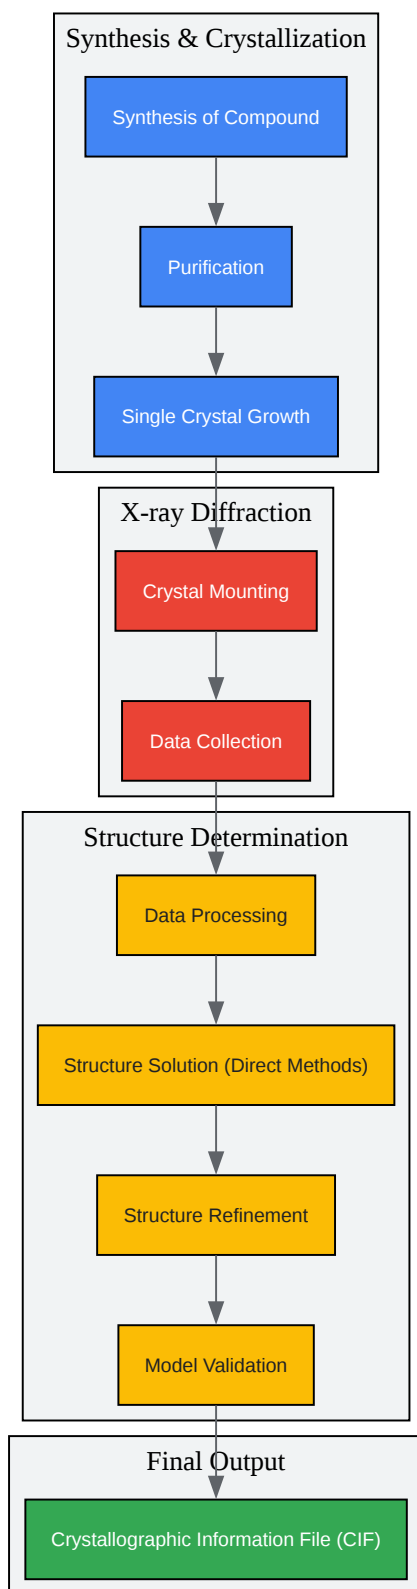 Synthesis & Crystallization
Synthesis of Compound
Purification
Single Crystal Growth
X-ray Diffraction
Crystal Mounting
Data Collection
Structure Determination
Data Processing
Structure Solution (Direct Methods)
Structure Refinement
Model Validation
Final Output
Crystallographic Information File (CIF)